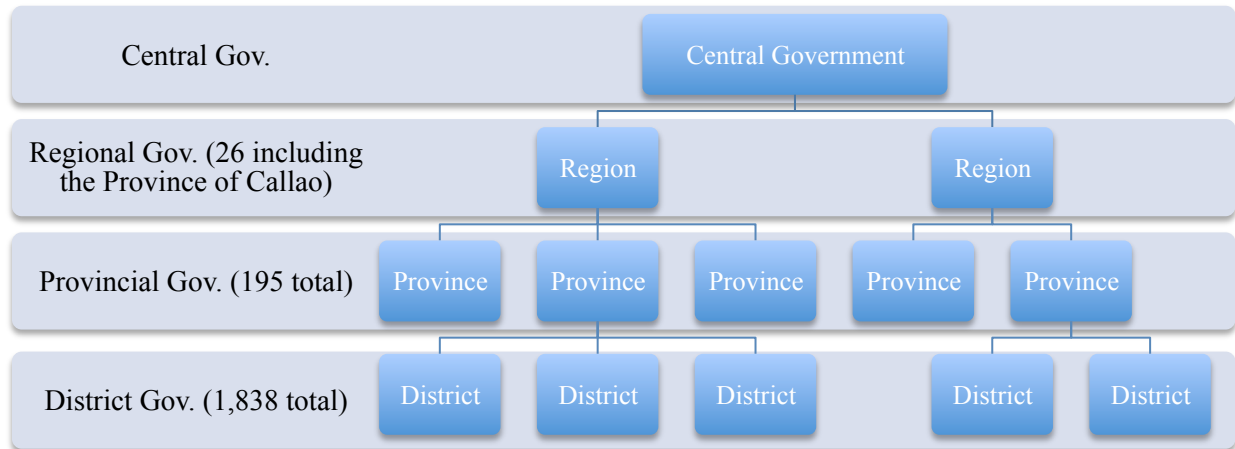 Central Gov.
Central Government
Regional Gov. (26 including
the Province of Callao)
Region
Region
Provincial Gov. (195 total)
Province
Province
Province
Province
Province
District Gov. (1,838 total)
District
District
District
District
District